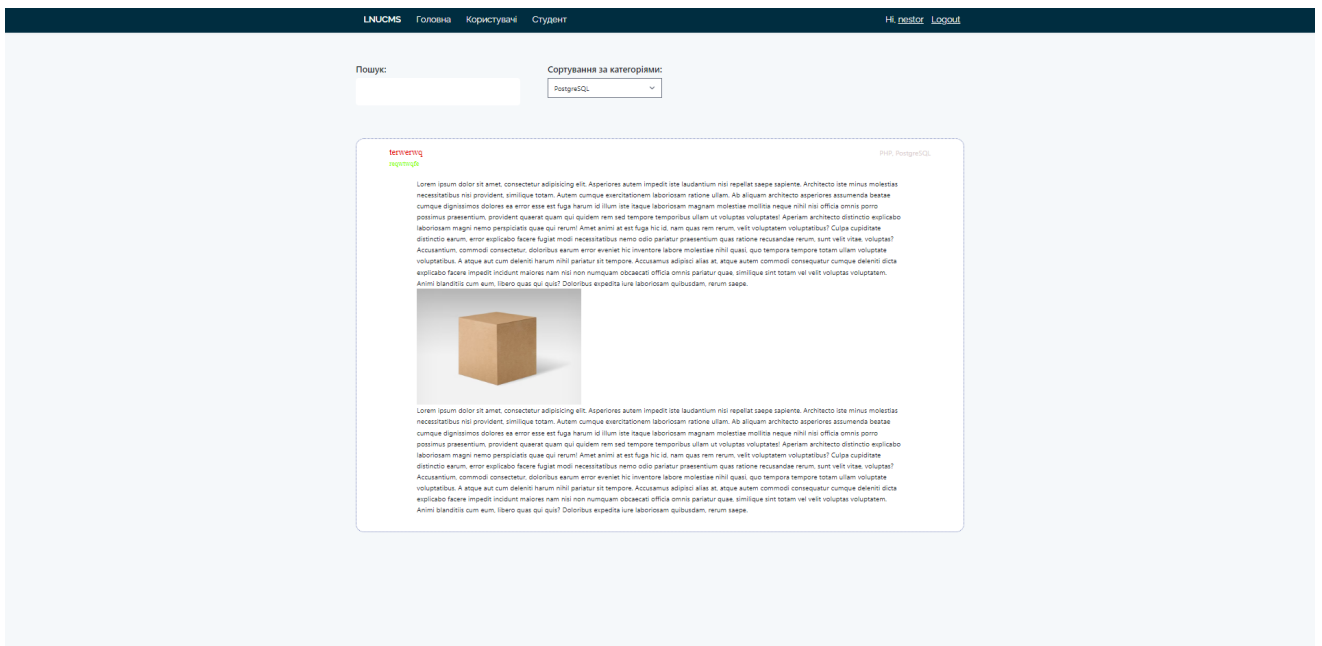 LNUCMS Головна Користувачі Студент Hi, nestor Logout
Пошук: Сортування за категоріями:
PostgreSQL
terwerwq PHP, PostgreSQL
Lorem ipsum dolor sit amet, consectetur adipisicing elit. Asperiores autem impedit iste laudantium nisi repellat saepe sapiente. Architecto iste minus molestias
necessitatibus nisi provident, similique totam. Autem cumque exercitationem laboriosam ratione ullam. Ab aliquam architecto asperiores assumenda beatae
cumque dignissimos dolores ea error esse est fuga harum id illum iste itaque laboriosam magnam molestiae mollitia neque nihil nisi officia omnis porro
possimus praesentium, provident quaerat quam qui quidem rem sed tempore temporibus ullam ut voluptas voluptates! Aperiam architecto distinctio explicabo
laboriosam magni nemo perspiciatis quae qui rerum! Amet animi at est fuga hic id, nam quas rem rerum, velit voluptatem voluptatibus? Culpa cupiditate
distinctio earum, error explicabo facere fugiat modi necessitatibus nemo odio pariatur praesentium quas ratione recusandae rerum, sunt velit vitae, voluptas?
Accusantium, commodi consectetur, doloribus earum error eveniet hic inventore labore molestiae nihil quasi, quo tempora tempore totam ullam voluptate
voluptatibus. A atque aut cum deleniti harum nihil pariatur sit tempore. Accusamus adipisci alias at, atque autem commodi consequatur cumque deleniti dicta
explicabo facere impedit incidunt maiores nam nisi non numquam obcaecati officia omnis pariatur quae, similique sint totam vel velit voluptas voluptatem.
Animi blanditiis cum eum, libero quas qui quis? Doloribus expedita iure laboriosam quibusdam, rerum saepe.
Lorem ipsum dolor sit amet, consectetur adipisicing elit. Asperiores autem impedit iste laudantium nisi repellat saepe sapiente. Architecto iste minus molestias
necessitatibus nisi provident, similique totam. Autem cumque exercitationem laboriosam ratione ullam. Ab aliquam architecto asperiores assumenda beatae
cumque dignissimos dolores ea error esse est fuga harum id illum iste itaque laboriosam magnam molestiae mollitia neque nihil nisi officia omnis porro
possimus praesentium, provident quaerat quam qui quidem rem sed tempore temporibus ullam ut voluptas voluptates! Aperiam architecto distinctio explicabo
laboriosam magni nemo perspiciatis quae qui rerum! Amet animi at est fuga hic id, nam quas rem rerum, velit voluptatem voluptatibus? Culpa cupiditate
distinctio earum, error explicabo facere fugiat modi necessitatibus nemo odio pariatur praesentium quas ratione recusandae rerum, sunt velit vitae, voluptas?
Accusantium, commodi consectetur, doloribus earum error eveniet hic inventore labore molestiae nihil quasi, quo tempora tempore totam ullam voluptate
voluptatibus. A atque aut cum deleniti harum nihil pariatur sit tempore. Accusamus adipisci alias at, atque autem commodi consequatur cumque deleniti dicta
explicabo facere impedit incidunt maiores nam nisi non numquam obcaecati officia omnis pariatur quae, similique sint totam vel velit voluptas voluptatem.
Animi blanditiis cum eum, libero quas qui quis? Doloribus expedita iure laboriosam quibusdam, rerum saepe.